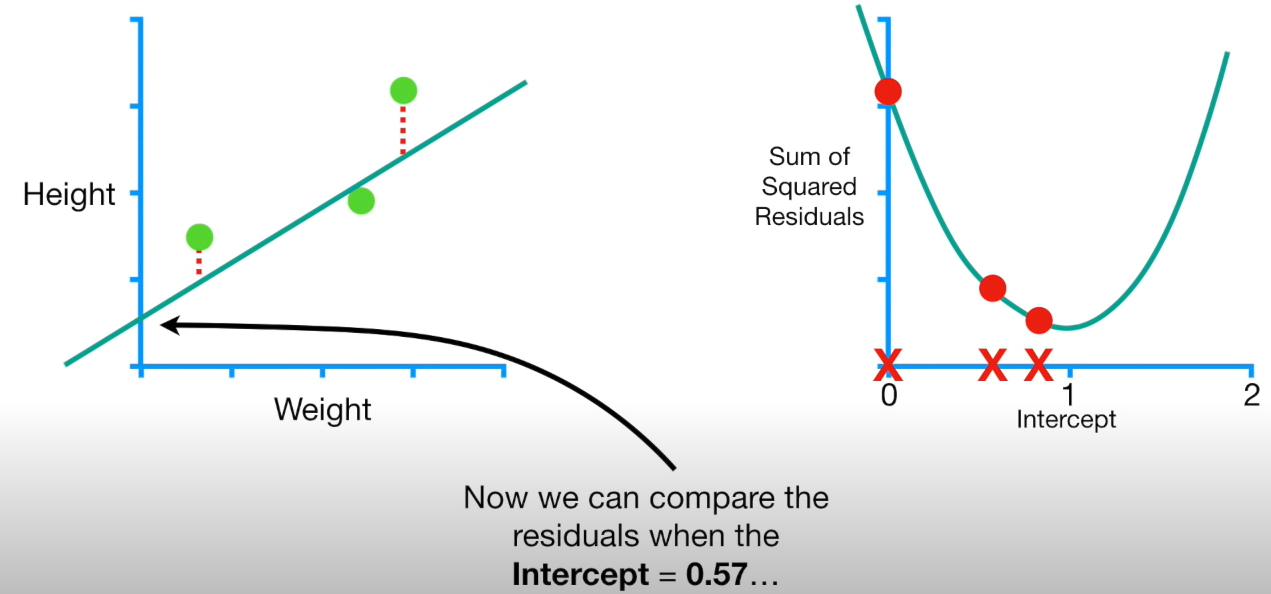 Height
Weight
Sum of
Squared
Residuals
X X X
0 1 2
Intercept
Now we can compare the
residuals when the
Intercept = 0.57...